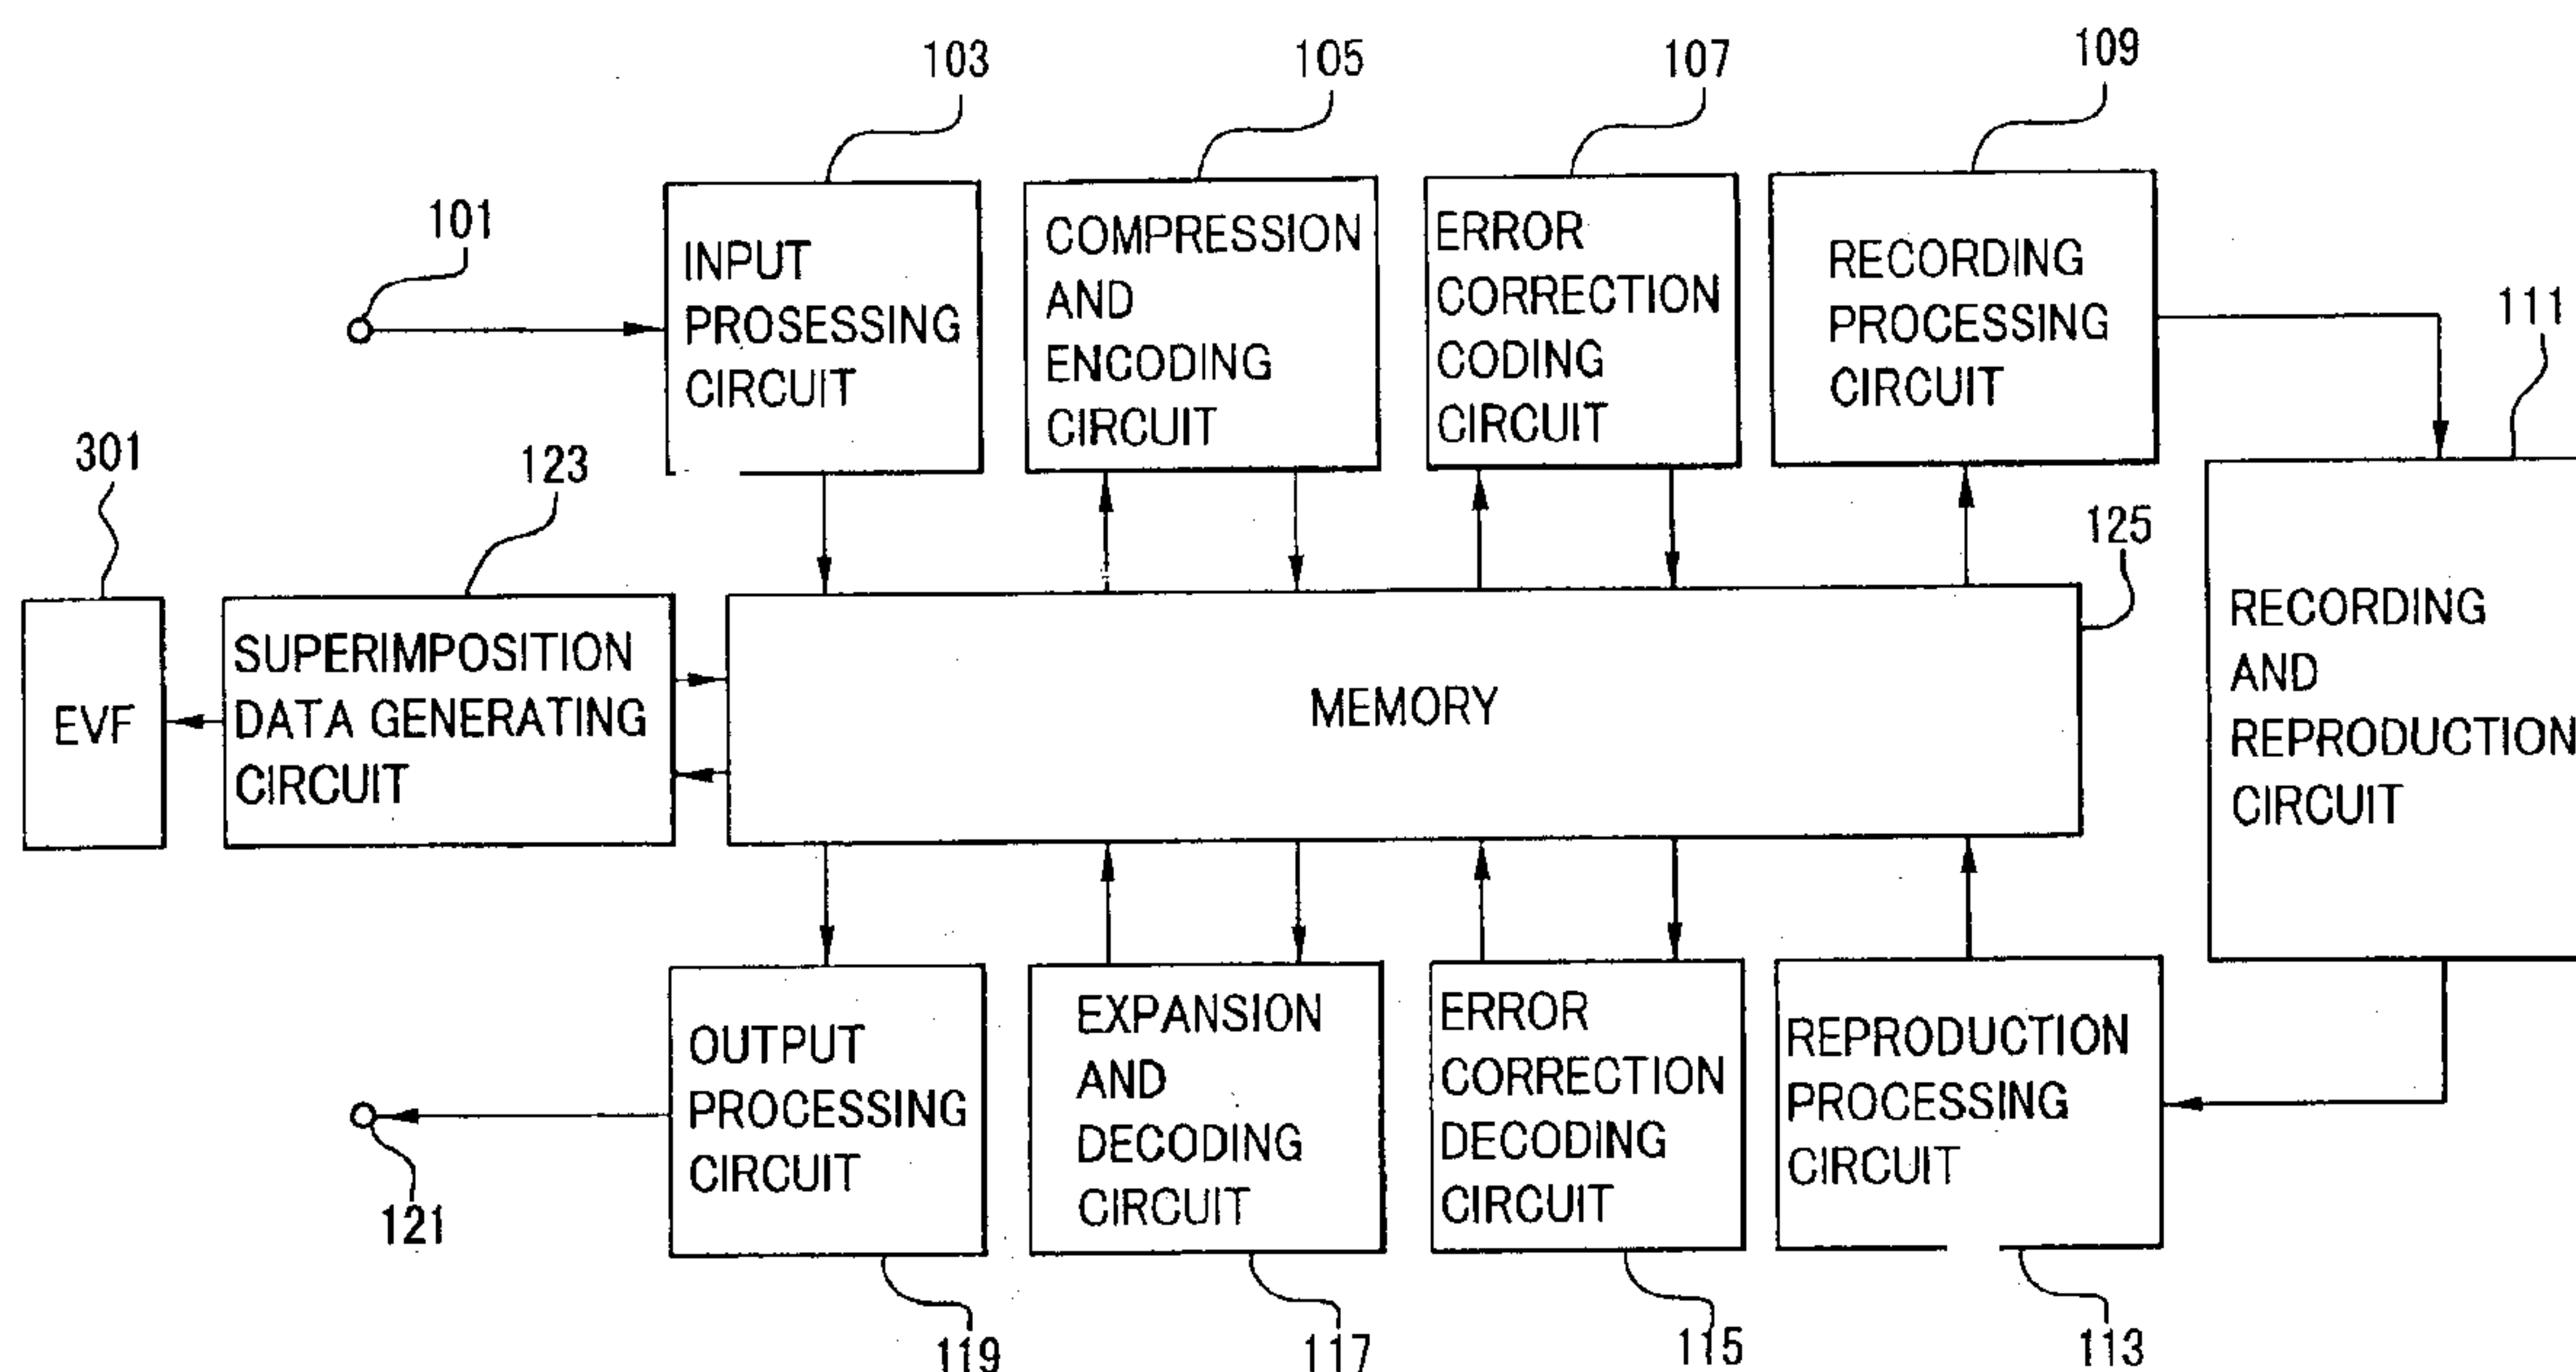 103
105
107
109
101
INPUT
PROSESSING
CIRCUIT
COMPRESSION
AND
ENCODING
CIRCUIT
ERROR
CORRECTION
CODING
CIRCUIT
RECORDING
PROCESSING
CIRCUIT
111
301
123
125
EVF
SUPERIMPOSITION
DATA GENERATING
CIRCUIT
MEMORY
RECORDING
AND
REPRODUCTION
CIRCUIT
OUTPUT
PROCESSING
CIRCUIT
EXPANSION
AND
DECODING
CIRCUIT
ERROR
CORRECTION
DECODING
CIRCUIT
REPRODUCTION
PROCESSING
CIRCUIT
121
119
117
115
113